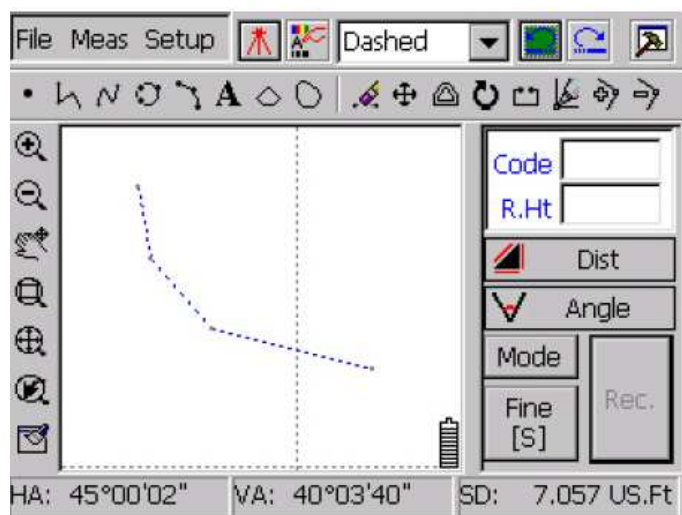 File Meas Setup Dashed
A
Code
R.Ht
Dist
Angle
Mode
Rec.
Fine
[S]
HA: 45°00'02" VA: 40°03'40" SD: 7.057 US.Ft